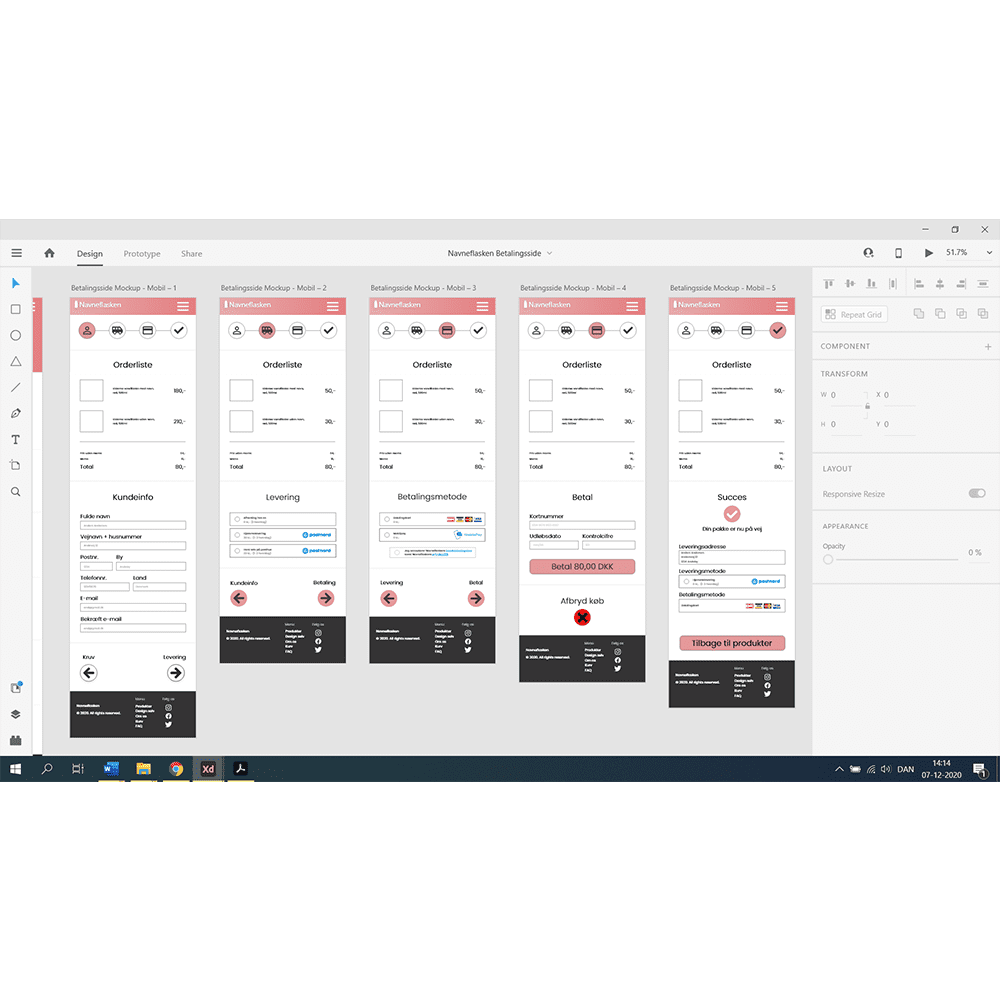 Design Prototype Share
Navneflasken Betalingsside
51.7%
Betalingsside Mockup - Mobil – 1
Navneflasken
Orderliste
180,-
210,-
Total 80,-
Kundeinfo
Fulde navn
Vejnavn + husnummer
Postnr. By
Telefonnr. Land
E-mail
Bekræft e-mail
Kruv Levering
Navneflasken
© 2020. All rights reserved.
Menu
Produkter
Design selv
Om os
Kurv
FAQ
Følg os
Betalingsside Mockup - Mobil – 2
Navneflasken
Orderliste
50,-
30,-
Total 80,-
Levering
postnord
postnord
Kundeinfo Betaling
Navneflasken
© 2020. All rights reserved.
Menu
Produkter
Design selv
Om os
Kurv
FAQ
Følg os
Betalingsside Mockup - Mobil – 3
Navneflasken
Orderliste
50,-
30,-
Total 80,-
Betalingsmetode
MobilePay
Levering Betal
Navneflasken
© 2020. All rights reserved.
Menu
Produkter
Design selv
Om os
Kurv
FAQ
Følg os
Betalingsside Mockup - Mobil – 4
Navneflasken
Orderliste
50,-
30,-
Total 80,-
Betal
Kortnummer
Udløbsdato Kontrolcifre
Betal 80,00 DKK
Afbryd køb
Navneflasken
© 2020. All rights reserved.
Menu
Produkter
Design selv
Om os
Kurv
FAQ
Følg os
Betalingsside Mockup - Mobil – 5
Navneflasken
Orderliste
50,-
30,-
Total 80,-
Succes
Din pakke er nu på vej
Leveringsadresse
Leveringsmetode
postnord
Betalingsmetode
Tilbage til produkter
Navneflasken
© 2020. All rights reserved.
Menu
Produkter
Design selv
Om os
Kurv
FAQ
Følg os
Repeat Grid
COMPONENT
TRANSFORM
W 0 X 0
H 0 Y 0
LAYOUT
Responsive Resize
APPEARANCE
Opacity
0 %
Xd
DAN
14:14
07-12-2020
1